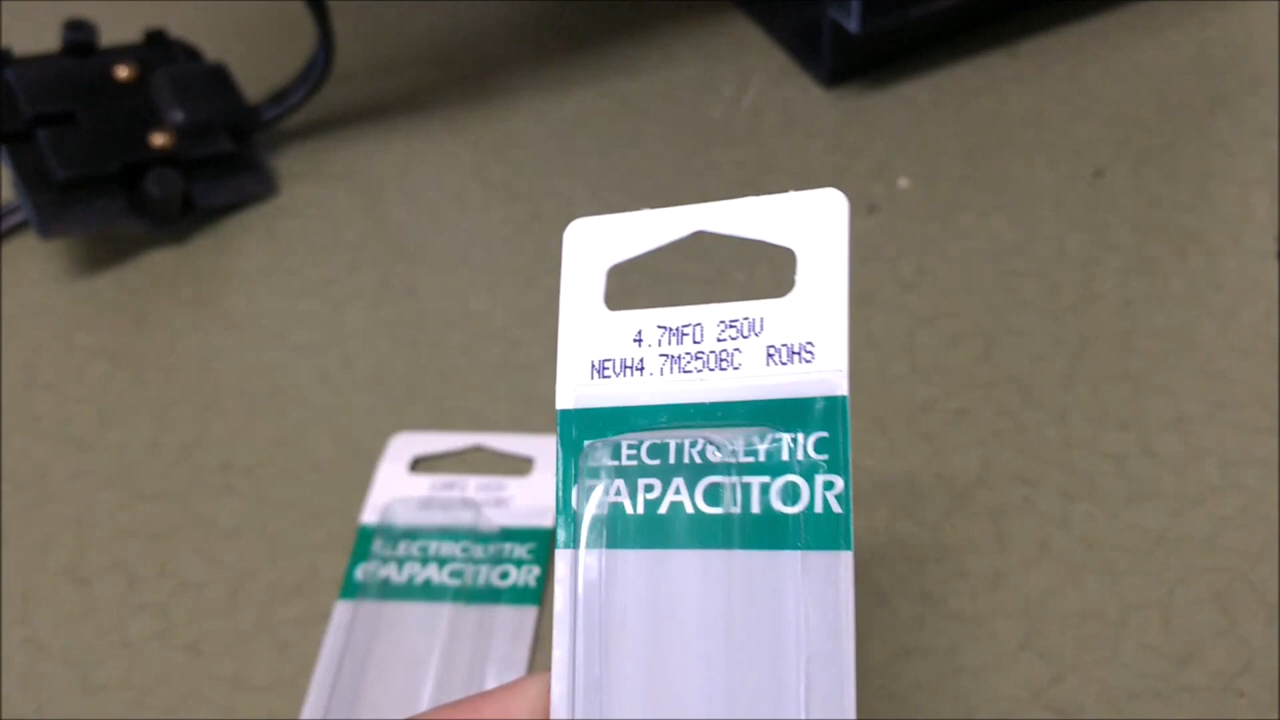 4.7MFD 250V
NEVH4.7M250BC ROHS
ELECTROLYTIC
CAPACITOR
ELECTROLYTIC
CAPACITOR